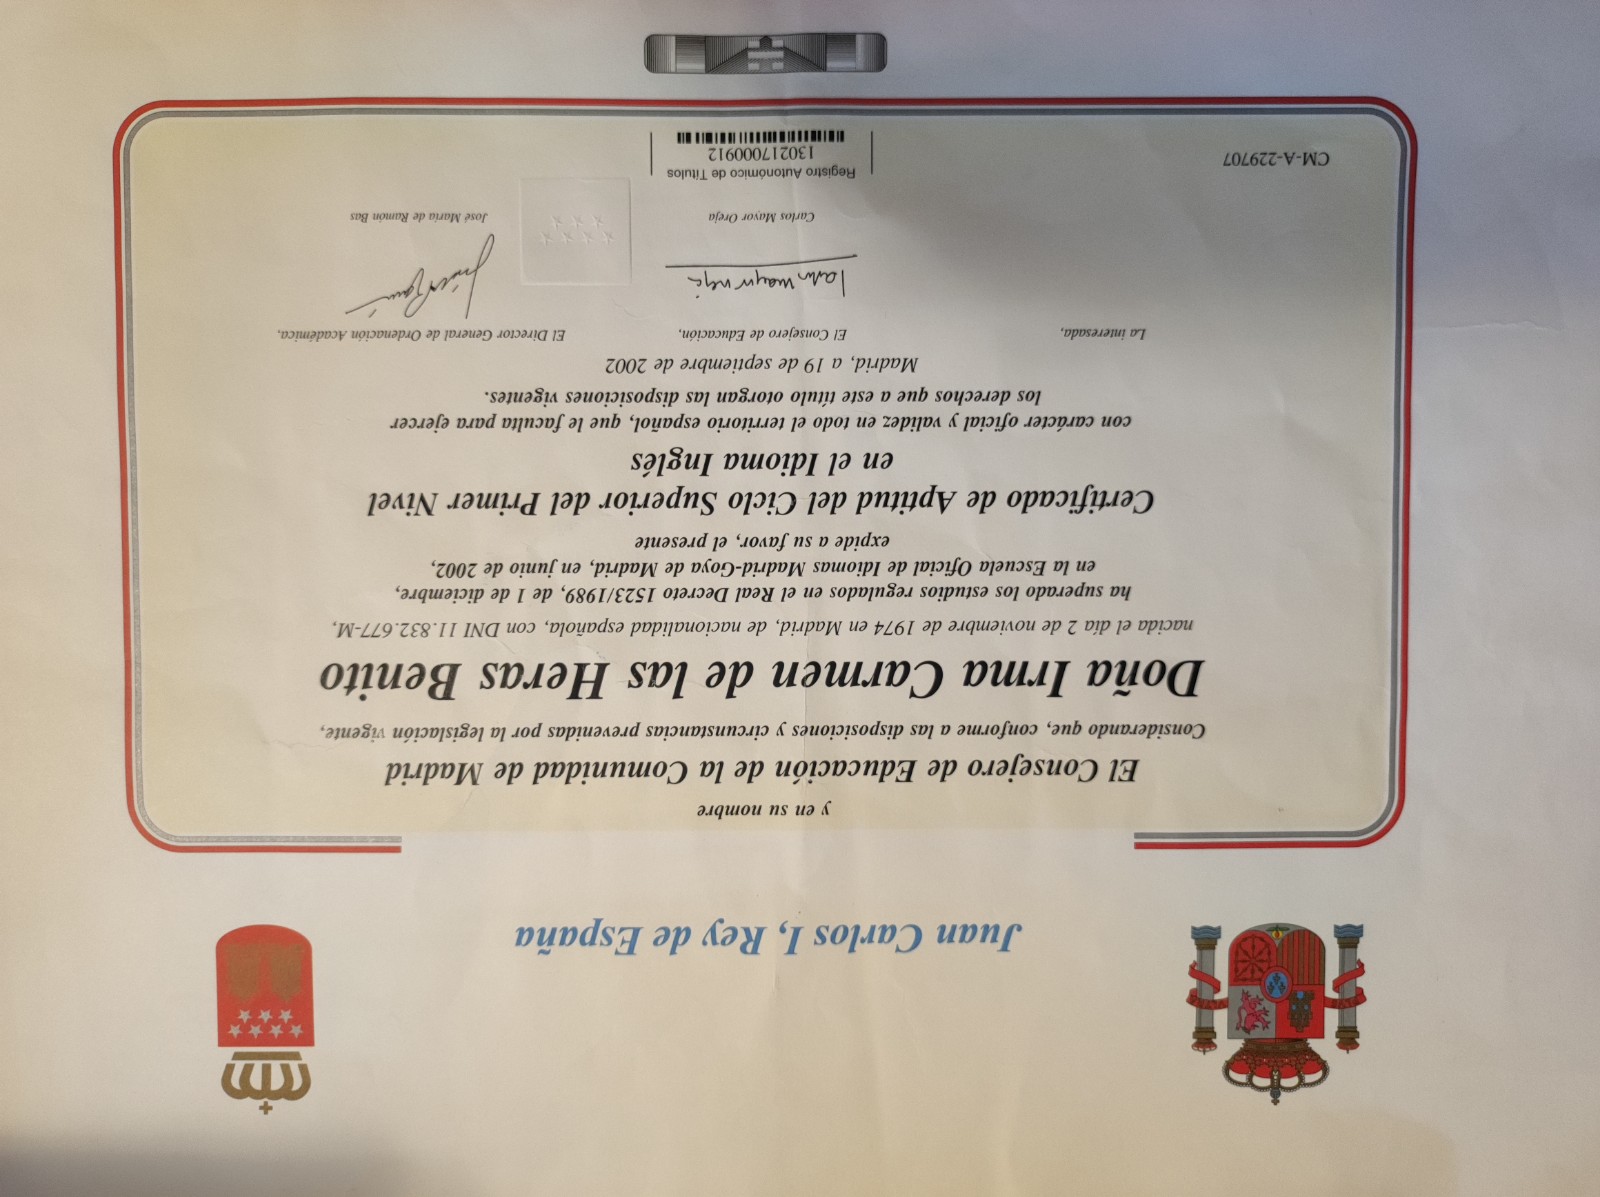 Juan Carlos I, Rey de España
y en su nombre
El Consejero de Educación de la Comunidad de Madrid
Considerando que, conforme a las disposiciones y circunstancias prevenidas por la legislación vigente,
Doña Irma Carmen de las Heras Benito
nacida el día 2 de noviembre de 1974 en Madrid, de nacionalidad española, con DNI 11.832.677-M,
ha superado los estudios regulados en el Real Decreto 1523/1989, de 1 de diciembre,
en la Escuela Oficial de Idiomas Madrid-Goya de Madrid, en junio de 2002,
expide a su favor, el presente
Certificado de Aptitud del Ciclo Superior del Primer Nivel
en el Idioma Inglés
con carácter oficial y validez en todo el territorio español, que le faculta para ejercer
los derechos que a este título otorgan las disposiciones vigentes.
Madrid, a 19 de septiembre de 2002
La interesada,
El Consejero de Educación,
El Director General de Ordenación Académica,
Carlos Mayor Oreja
José María de Ramón Bas
CM-A-229707
Registro Autonómico de Títulos
130217000912